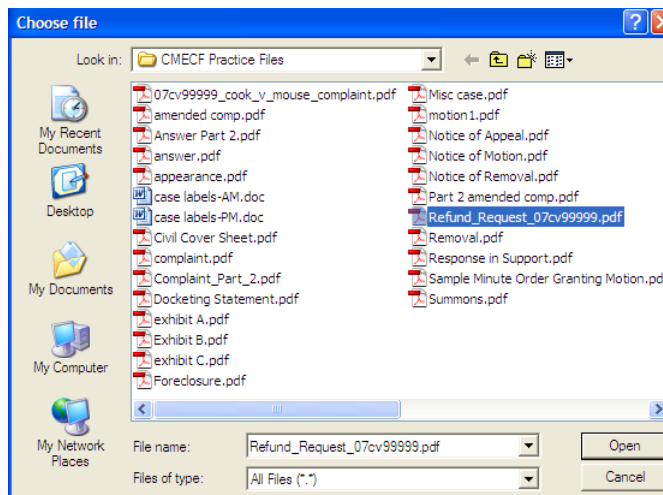 Choose file
Look in: CMECF Practice Files
My Recent
Documents
Desktop
My Documents
My Computer
My Network
Places
07cv99999_cook_v_mouse_complaint.pdf
amended comp.pdf
Answer Part 2.pdf
answer.pdf
appearance.pdf
case labels-AM.doc
case labels-PM.doc
Civil Cover Sheet.pdf
complaint.pdf
Complaint_Part_2.pdf
Docketing Statement.pdf
exhibit A.pdf
Exhibit B.pdf
exhibit C.pdf
Foreclosure.pdf
Misc case.pdf
motion1.pdf
Notice of Appeal.pdf
Notice of Motion.pdf
Notice of Removal.pdf
Part 2 amended comp.pdf
Refund_Request_07cv99999.pdf
Removal.pdf
Response in Support.pdf
Sample Minute Order Granting Motion.pd
Summons.pdf
File name: Refund_Request_07cv99999.pdf Open
Files of type: All Files (*.*) Cancel